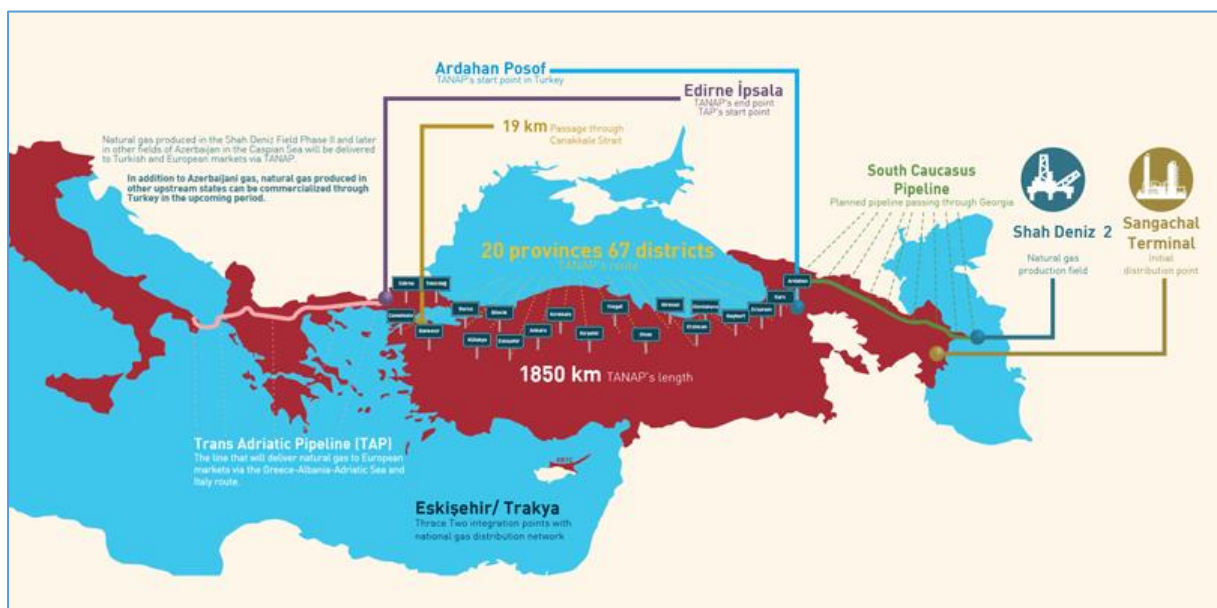 Ardahan Posof
TANAP's start point in Turkey
Edirne İpsala
TANAP's end point
TAP's start point
19 km Passage through
Canakkale Strait
Natural gas produced in the Shah Deniz Field Phase II and later
in other fields of Azerbaijan in the Caspian Sea will be delivered
to Turkish and European markets via TANAP.
In addition to Azerbaijani gas, natural gas produced in
other upstream states can be commercialized through
Turkey in the upcoming period.
South Caucasus
Pipeline
Planned pipeline passing through Georgia
Shah Deniz 2
Natural gas
production field
Sangachal
Terminal
Initial
distribution point
20 provinces 67 districts
TANAP's route
Edirne
Tekirdağ
Bursa
Bilecik
Kütahya
Eskişehir
Ankara
Kırıkkale
Kırşehir
Yozgat
Sivas
Giresun
Erzincan
Gümüşhane
Bayburt
Erzurum
Kars
Ardahan
1850 km TANAP's length
Trans Adriatic Pipeline (TAP)
The line that will deliver natural gas to European
markets via the Greece-Albania-Adriatic Sea and
Italy route.
Eskişehir/ Trakya
Thrace Two integration points with
national gas distribution network